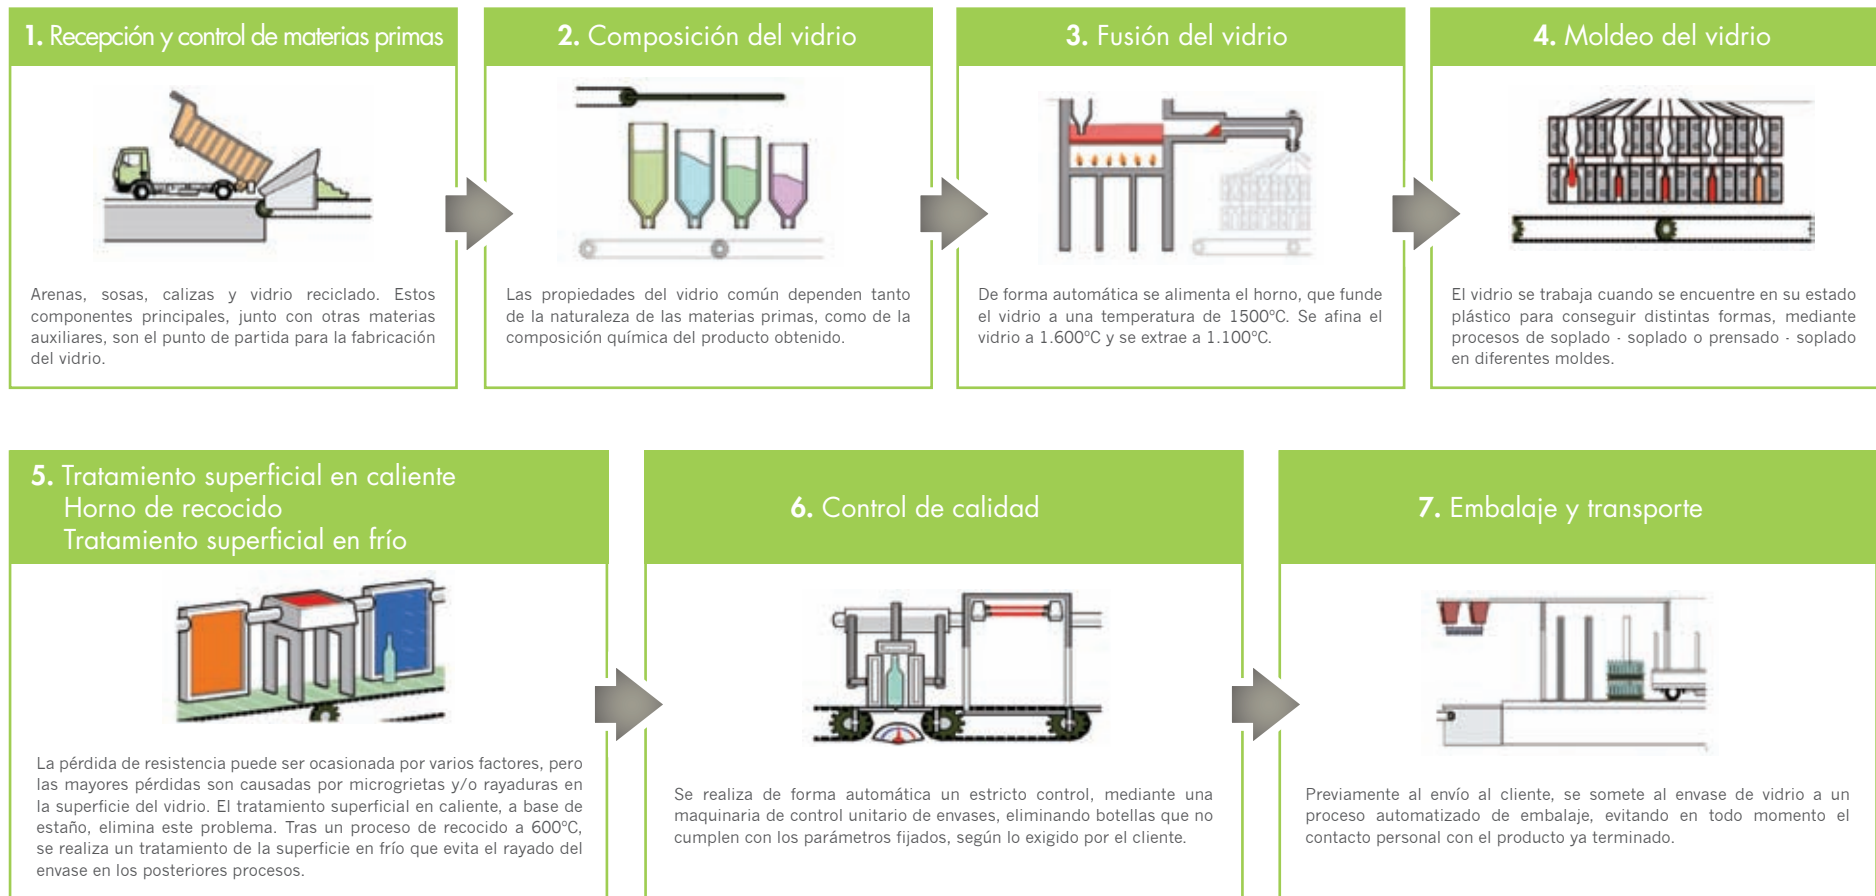 1. Recepción y control de materias primas
Arenas, sosas, calizas y vidrio reciclado. Estos
componentes principales, junto con otras materias
auxiliares, son el punto de partida para la fabricación
del vidrio.
2. Composición del vidrio
Las propiedades del vidrio común dependen tanto
de la naturaleza de las materias primas, como de la
composición química del producto obtenido.
3. Fusión del vidrio
De forma automática se alimenta el horno, que funde
el vidrio a una temperatura de 1500ºC. Se afina el
vidrio a 1.600ºC y se extrae a 1.100ºC.
4. Moldeo del vidrio
El vidrio se trabaja cuando se encuentre en su estado
plástico para conseguir distintas formas, mediante
procesos de soplado - soplado o prensado - soplado
en diferentes moldes.
5. Tratamiento superficial en caliente
Horno de recocido
Tratamiento superficial en frío
La pérdida de resistencia puede ser ocasionada por varios factores, pero
las mayores pérdidas son causadas por microgrietas y/o rayaduras en
la superficie del vidrio. El tratamiento superficial en caliente, a base de
estaño, elimina este problema. Tras un proceso de recocido a 600ºC,
se realiza un tratamiento de la superficie en frío que evita el rayado del
envase en los posteriores procesos.
6. Control de calidad
Se realiza de forma automática un estricto control, mediante una
maquinaria de control unitario de envases, eliminando botellas que no
cumplen con los parámetros fijados, según lo exigido por el cliente.
7. Embalaje y transporte
Previamente al envío al cliente, se somete al envase de vidrio a un
proceso automatizado de embalaje, evitando en todo momento el
contacto personal con el producto ya terminado.